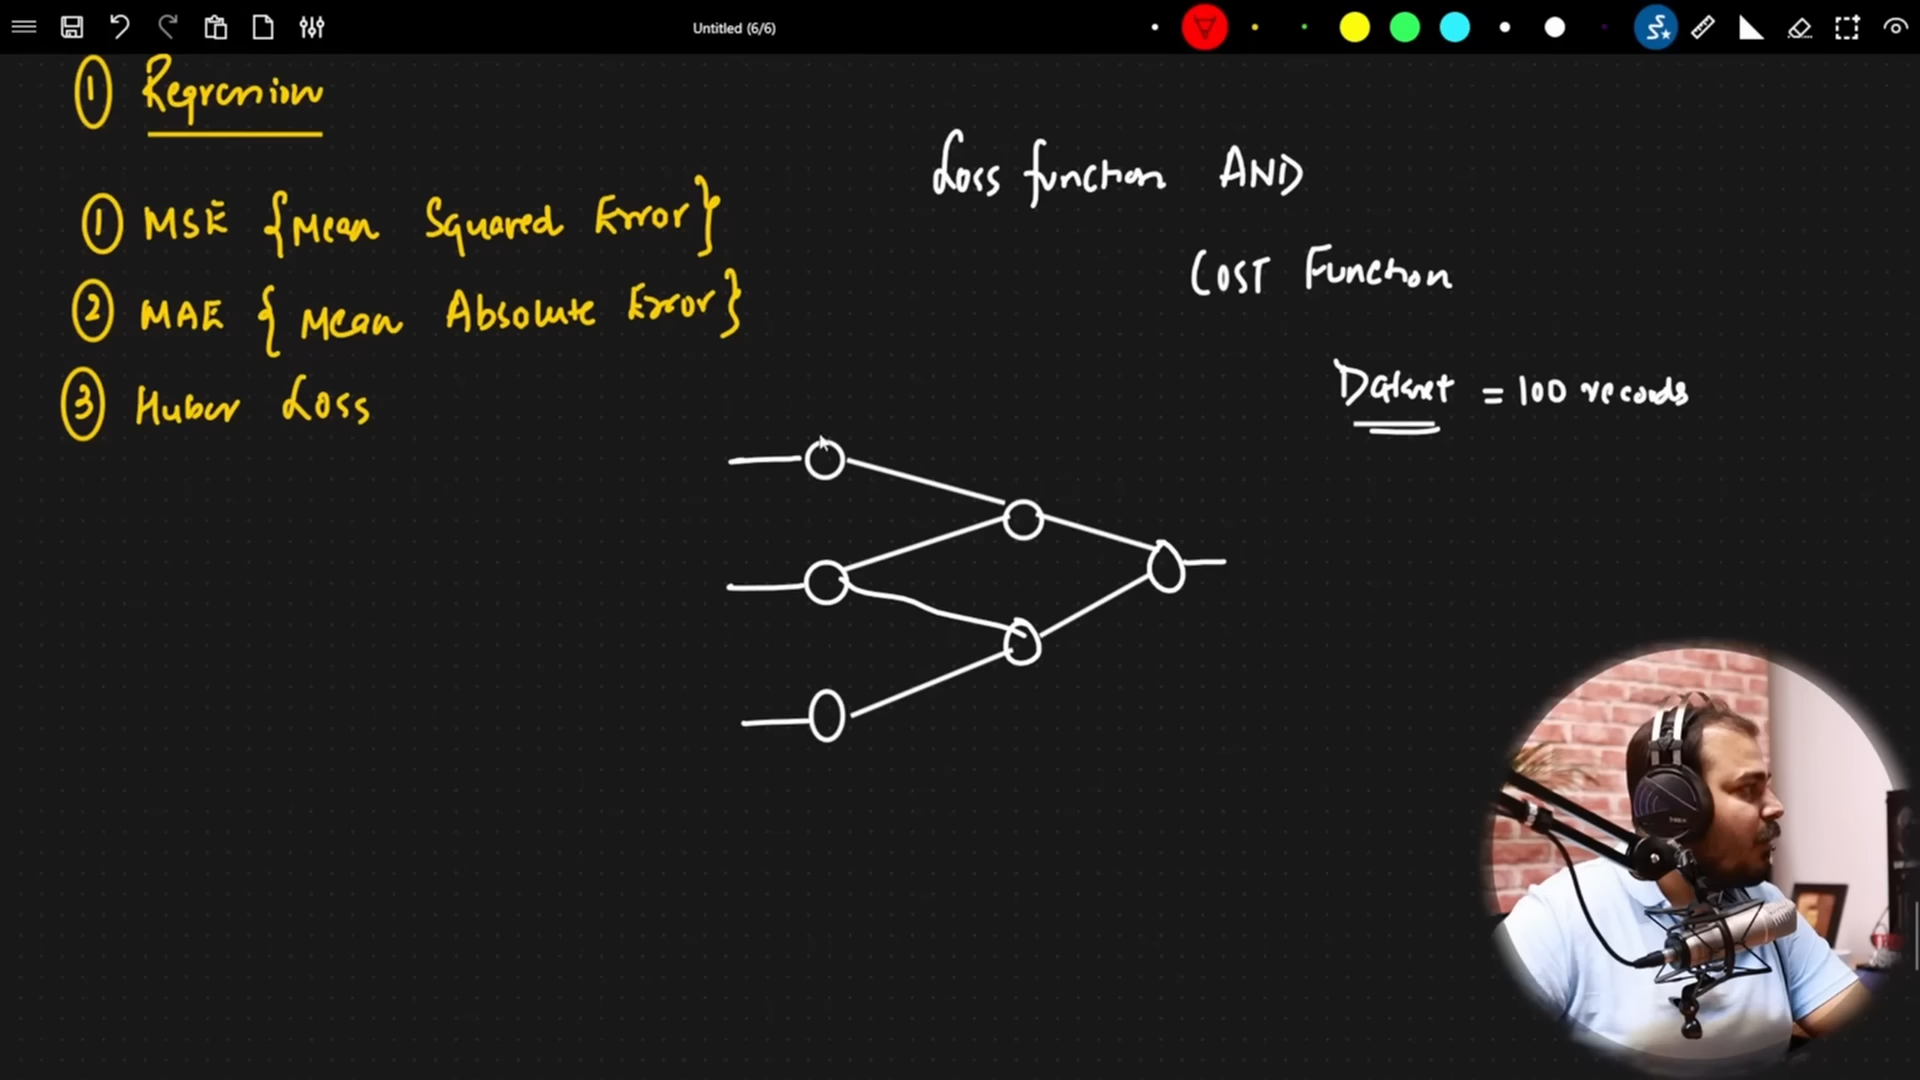 Untitled (6/6)
① Regression
① MSE {Mean Squared Error}
② MAE { Mean Absolute Error}
③ Huber Loss
Loss function AND
COST Function
Dataset = 100 records